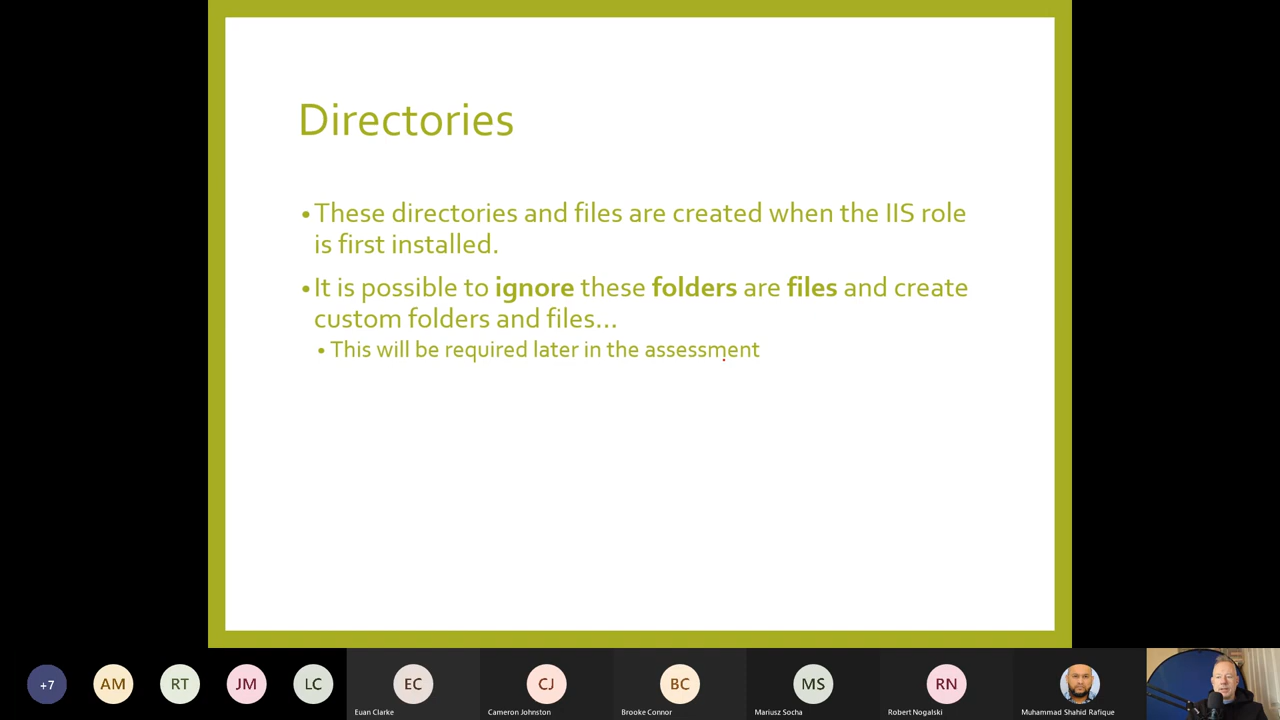 Directories
•These directories and files are created when the IIS role
is first installed.
•It is possible to ignore these folders are files and create
custom folders and files...
•This will be required later in the assessment
+7
AM
RT
JM
LC
EC
CJ
BC
MS
RN
Euan Clarke
Cameron Johnston
Brooke Connor
Mariusz Socha
Robert Nogalski
Muhammad Shahid Rafique